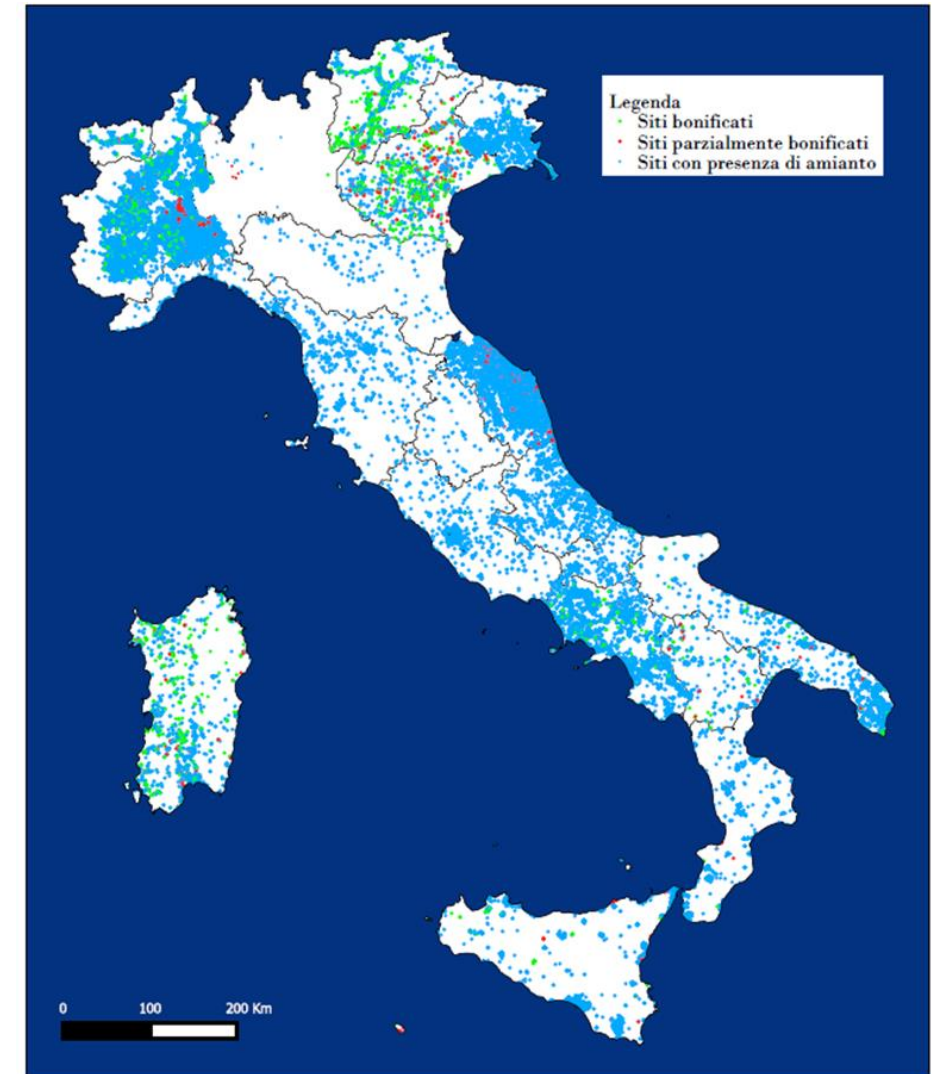 Legenda
Siti bonificati
Siti parzialmente bonificati
Siti con presenza di amianto
0 100 200 Km